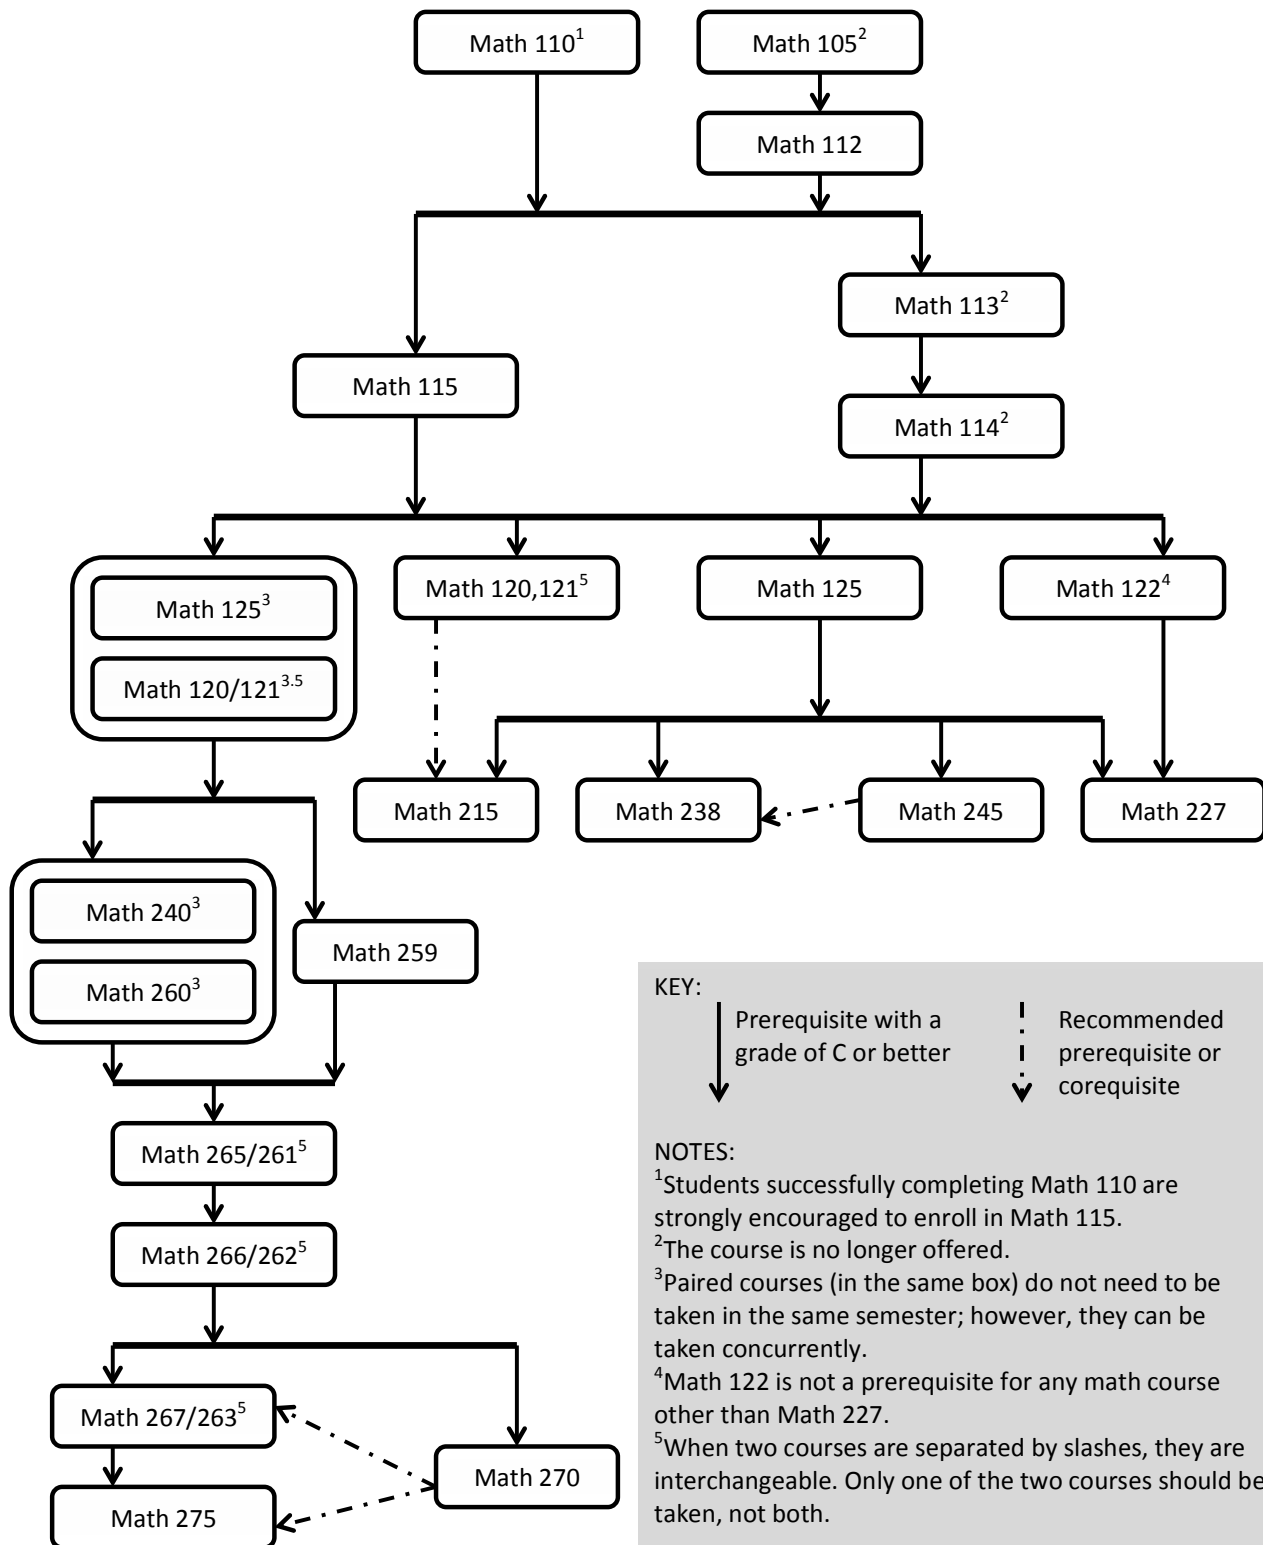 Math 110¹
Math 105²
Math 112
Math 113²
Math 115
Math 114²
Math 125³
Math 120/121³·⁵
Math 120,121⁵
Math 125
Math 122⁴
Math 215
Math 238
Math 245
Math 227
Math 240³
Math 260³
Math 259
Math 265/261⁵
Math 266/262⁵
Math 267/263⁵
Math 270
Math 275
KEY:
Prerequisite with a
grade of C or better
Recommended
prerequisite or
corequisite
NOTES:
¹Students successfully completing Math 110 are
strongly encouraged to enroll in Math 115.
²The course is no longer offered.
³Paired courses (in the same box) do not need to be
taken in the same semester; however, they can be
taken concurrently.
⁴Math 122 is not a prerequisite for any math course
other than Math 227.
⁵When two courses are separated by slashes, they are
interchangeable. Only one of the two courses should be
taken, not both.